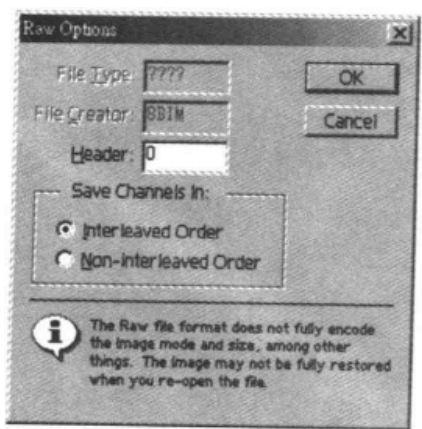 Raw Options
File Type: ????
OK
File Creator: 8BIM
Cancel
Header: 0
Save Channels In:
Interleaved Order
Non-interleaved Order
The Raw file format does not fully encode
the image mode and size, among other
things. The image may not be fully restored
when you re-open the file.